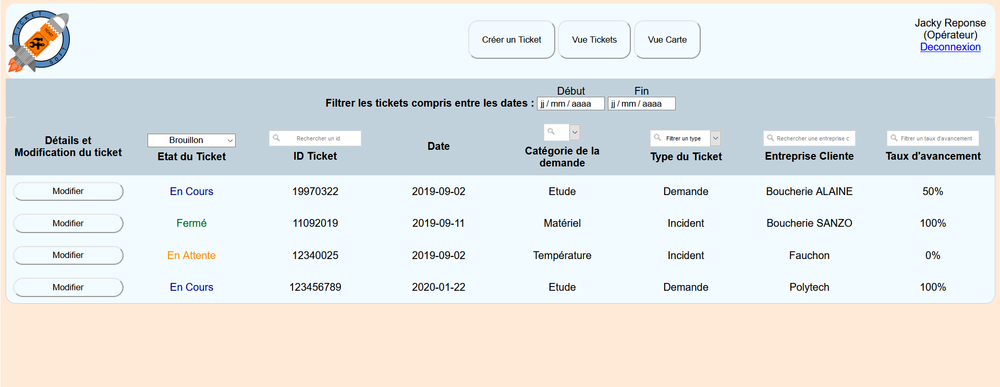 TICKET
TICKET
SOFT
Créer un Ticket
Vue Tickets
Vue Carte
Jacky Reponse
(Opérateur)
Deconnexion
Début Fin
Filtrer les tickets compris entre les dates : jj / mm / aaaa jj / mm / aaaa
Détails et
Modification du ticket
Brouillon
Etat du Ticket
Rechercher un id
ID Ticket
Date
Catégorie de la
demande
Filtrer un type
Type du Ticket
Rechercher une entreprise c
Entreprise Cliente
Filtrer un taux d'avancement
Taux d'avancement
Modifier En Cours 19970322 2019-09-02 Etude Demande Boucherie ALAINE 50%
Modifier Fermé 11092019 2019-09-11 Matériel Incident Boucherie SANZO 100%
Modifier En Attente 12340025 2019-09-02 Température Incident Fauchon 0%
Modifier En Cours 123456789 2020-01-22 Etude Demande Polytech 100%